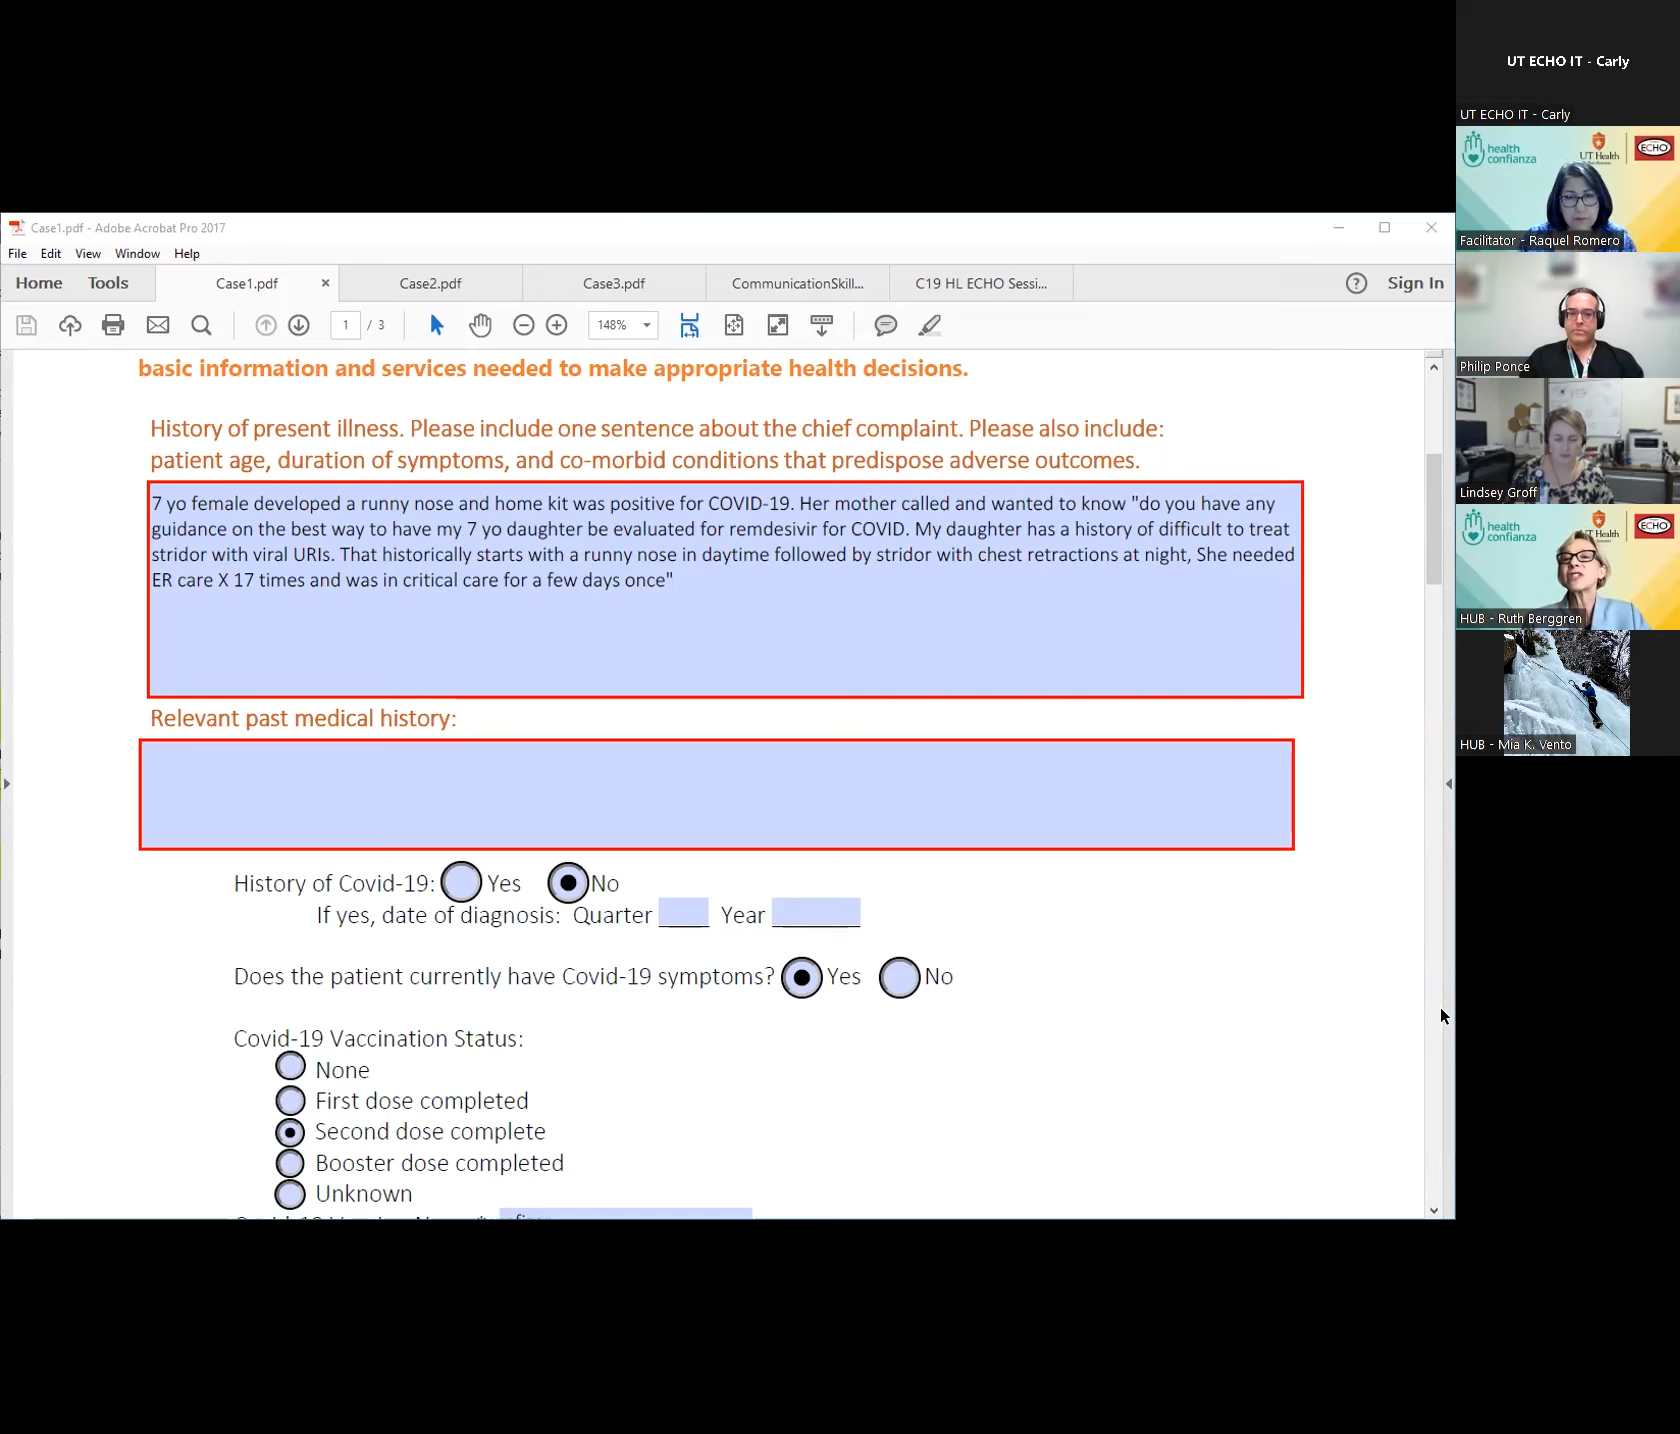 Case1.pdf - Adobe Acrobat Pro 2017
File Edit View Window Help
Home Tools Case1.pdf × Case2.pdf Case3.pdf CommunicationSkill... C19 HL ECHO Sessi... ? Sign In
1 / 3 148%
basic information and services needed to make appropriate health decisions.
History of present illness. Please include one sentence about the chief complaint. Please also include:
patient age, duration of symptoms, and co-morbid conditions that predispose adverse outcomes.
7 yo female developed a runny nose and home kit was positive for COVID-19. Her mother called and wanted to know "do you have any
guidance on the best way to have my 7 yo daughter be evaluated for remdesivir for COVID. My daughter has a history of difficult to treat
stridor with viral URIs. That historically starts with a runny nose in daytime followed by stridor with chest retractions at night, She needed
ER care X 17 times and was in critical care for a few days once"
Relevant past medical history:
History of Covid-19: Yes No
If yes, date of diagnosis: Quarter Year
Does the patient currently have Covid-19 symptoms? Yes No
Covid-19 Vaccination Status:
None
First dose completed
Second dose complete
Booster dose completed
Unknown
UT ECHO IT - Carly
UT ECHO IT - Carly
health
confianza
UT Health
ECHO
Facilitator - Raquel Romero
Philip Ponce
Lindsey Groff
health
confianza
ECHO
HUB - Ruth Berggren
HUB - Mia K. Vento